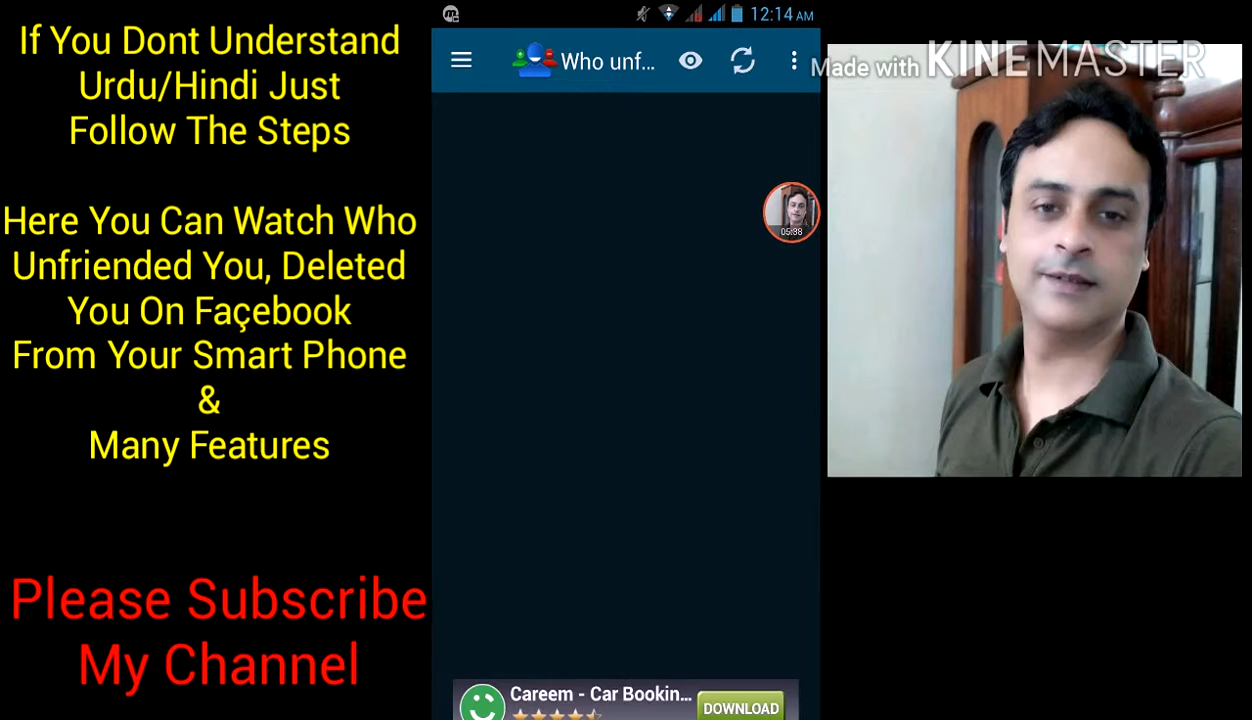 If You Dont Understand
Urdu/Hindi Just
Follow The Steps
Here You Can Watch Who
Unfriended You, Deleted
You On Façebook
From Your Smart Phone
&
Many Features
Please Subscribe
My Channel
12:14 AM
Who unf...
05:38
Careem - Car Bookin...
DOWNLOAD
Made with KINEMASTER